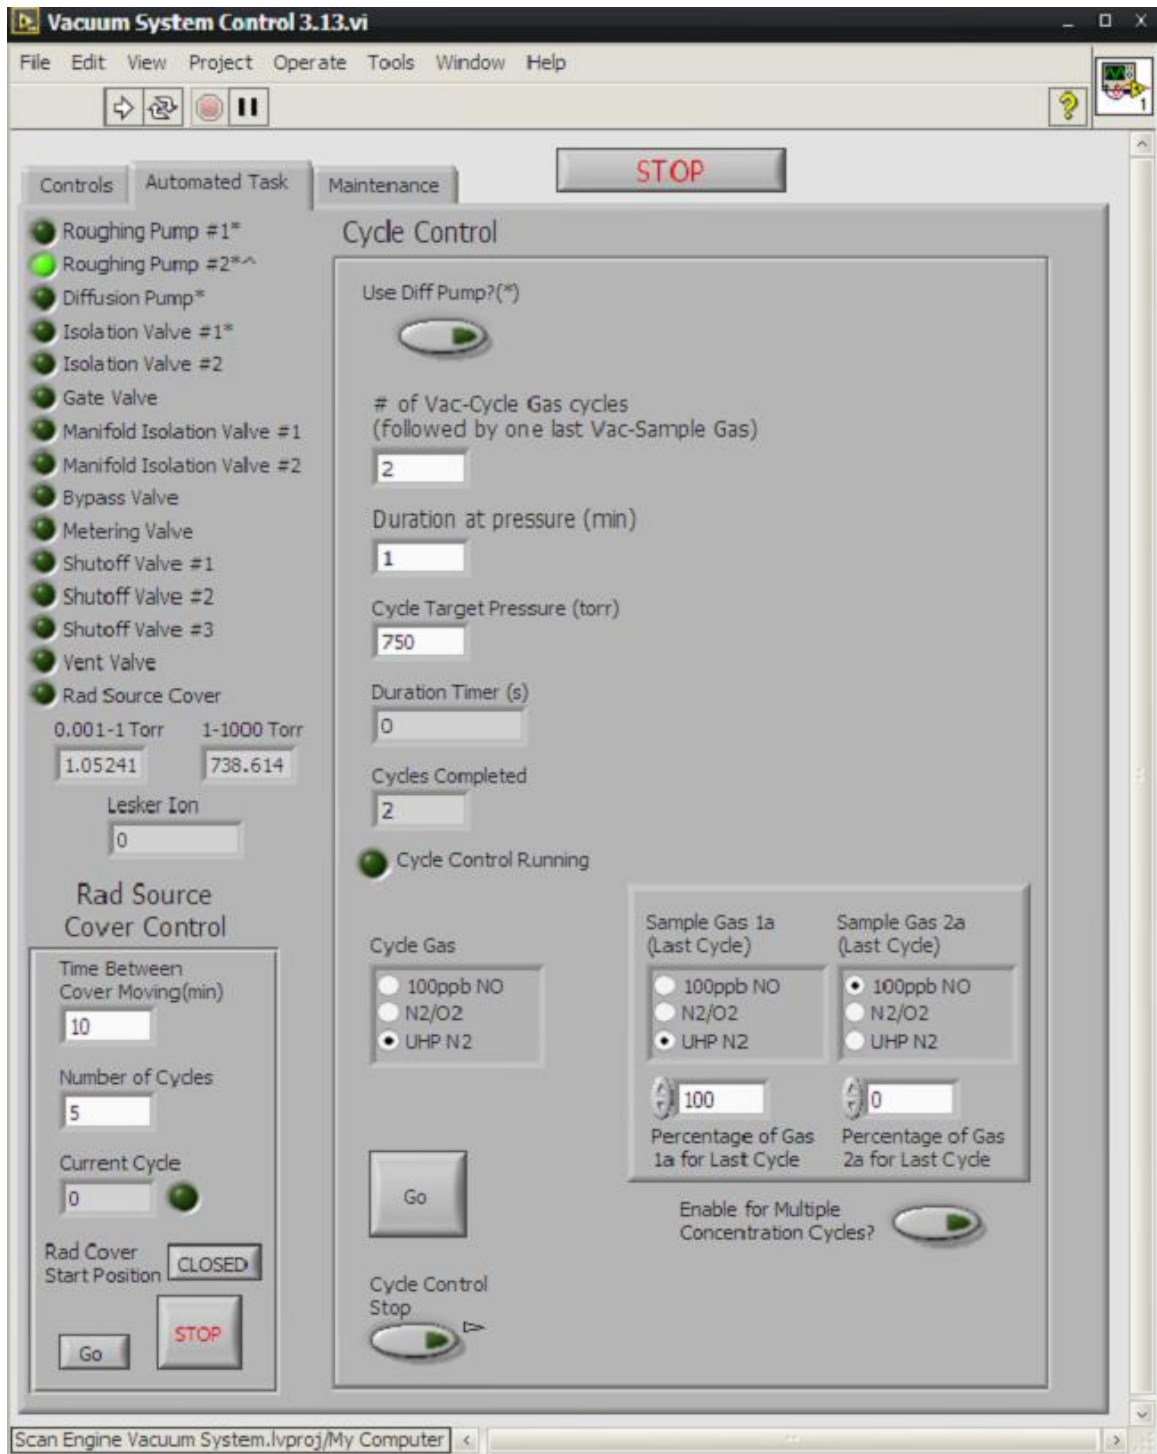 Vacuum System Control 3.13.vi
File Edit View Project Operate Tools Window Help
1
STOP
Controls Automated Task Maintenance
Roughing Pump #1*
Roughing Pump #2*^
Diffusion Pump*
Isolation Valve #1*
Isolation Valve #2
Gate Valve
Manifold Isolation Valve #1
Manifold Isolation Valve #2
Bypass Valve
Metering Valve
Shutoff Valve #1
Shutoff Valve #2
Shutoff Valve #3
Vent Valve
Rad Source Cover
0.001-1 Torr 1-1000 Torr
1.05241 738.614
Lesker Ion
0
Rad Source
Cover Control
Time Between
Cover Moving(min)
10
Number of Cycles
5
Current Cycle
0
Rad Cover
Start Position CLOSED
Go STOP
Cycle Control
Use Diff Pump?(*)
# of Vac-Cycle Gas cycles
(followed by one last Vac-Sample Gas)
2
Duration at pressure (min)
1
Cycle Target Pressure (torr)
750
Duration Timer (s)
0
Cycles Completed
2
Cycle Control Running
Cycle Gas
100ppb NO
N2/O2
UHP N2
Sample Gas 1a
(Last Cycle)
100ppb NO
N2/O2
UHP N2
100
Percentage of Gas
1a for Last Cycle
Sample Gas 2a
(Last Cycle)
100ppb NO
N2/O2
UHP N2
0
Percentage of Gas
2a for Last Cycle
Enable for Multiple
Concentration Cycles?
Go
Cycle Control
Stop
Scan Engine Vacuum System.lvproj/My Computer